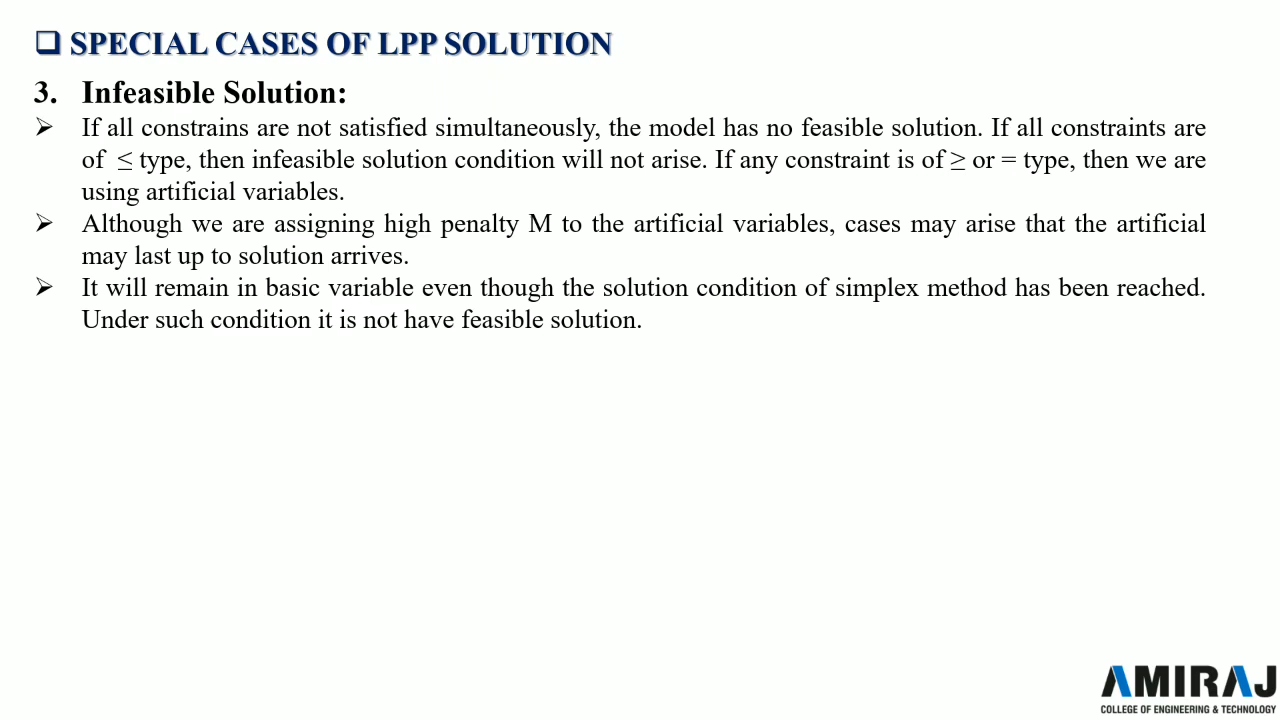 ❑ SPECIAL CASES OF LPP SOLUTION
3. Infeasible Solution:
➢ If all constrains are not satisfied simultaneously, the model has no feasible solution. If all constraints are
of ≤ type, then infeasible solution condition will not arise. If any constraint is of ≥ or = type, then we are
using artificial variables.
➢ Although we are assigning high penalty M to the artificial variables, cases may arise that the artificial
may last up to solution arrives.
➢ It will remain in basic variable even though the solution condition of simplex method has been reached.
Under such condition it is not have feasible solution.
AMIRAJ
COLLEGE OF ENGINEERING & TECHNOLOGY